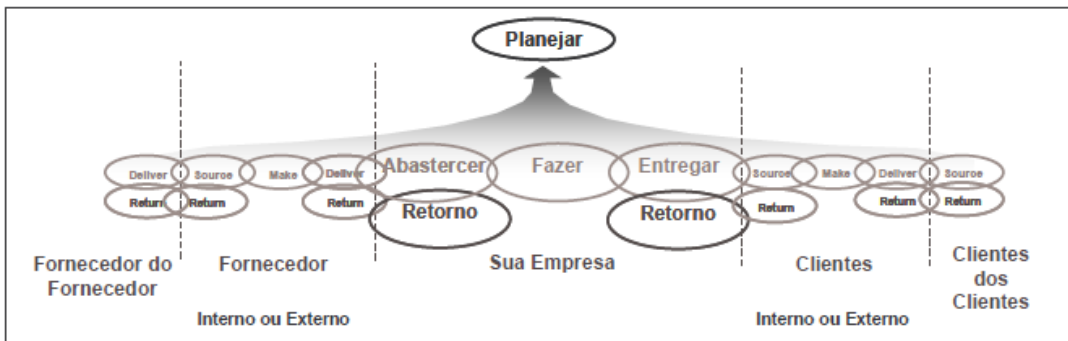 Planejar
Deliver Source Make Deliver Abastercer Fazer Entregar Source Make Deliver Source
Return Return Return Retorno Retorno Return Return Return
Fornecedor do Fornecedor
Fornecedor
Sua Empresa
Clientes
Clientes dos Clientes
Interno ou Externo
Interno ou Externo